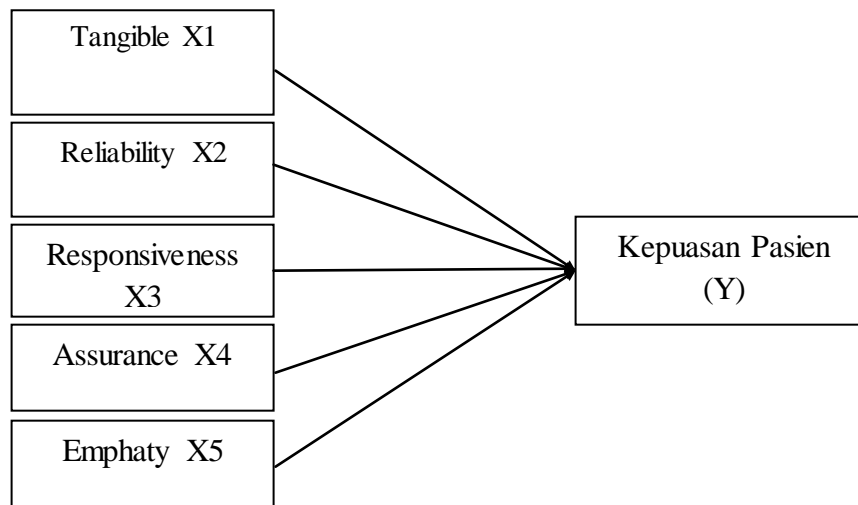 Tangible X1
Reliability X2
Responsiveness
X3
Assurance X4
Emphaty X5
Kepuasan Pasien
(Y)